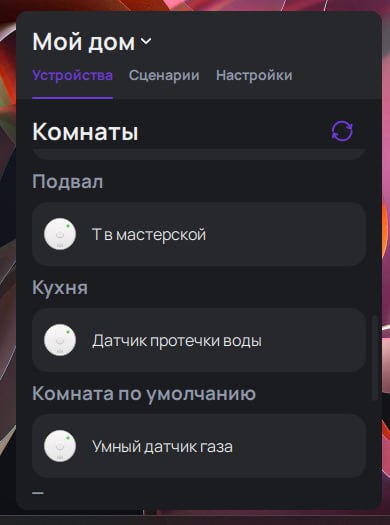 Мой дом
Устройства Сценарии Настройки
Комнаты
Подвал
Т в мастерской
Кухня
Датчик протечки воды
Комната по умолчанию
Умный датчик газа